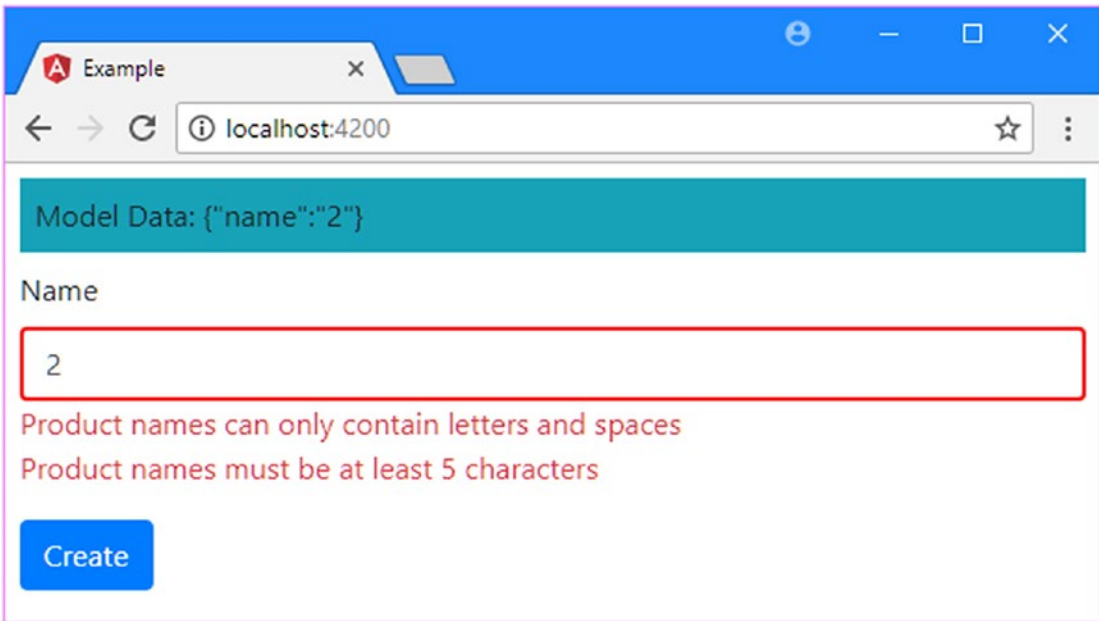 Example
localhost:4200
Model Data: {"name":"2"}
Name
2
Product names can only contain letters and spaces
Product names must be at least 5 characters
Create